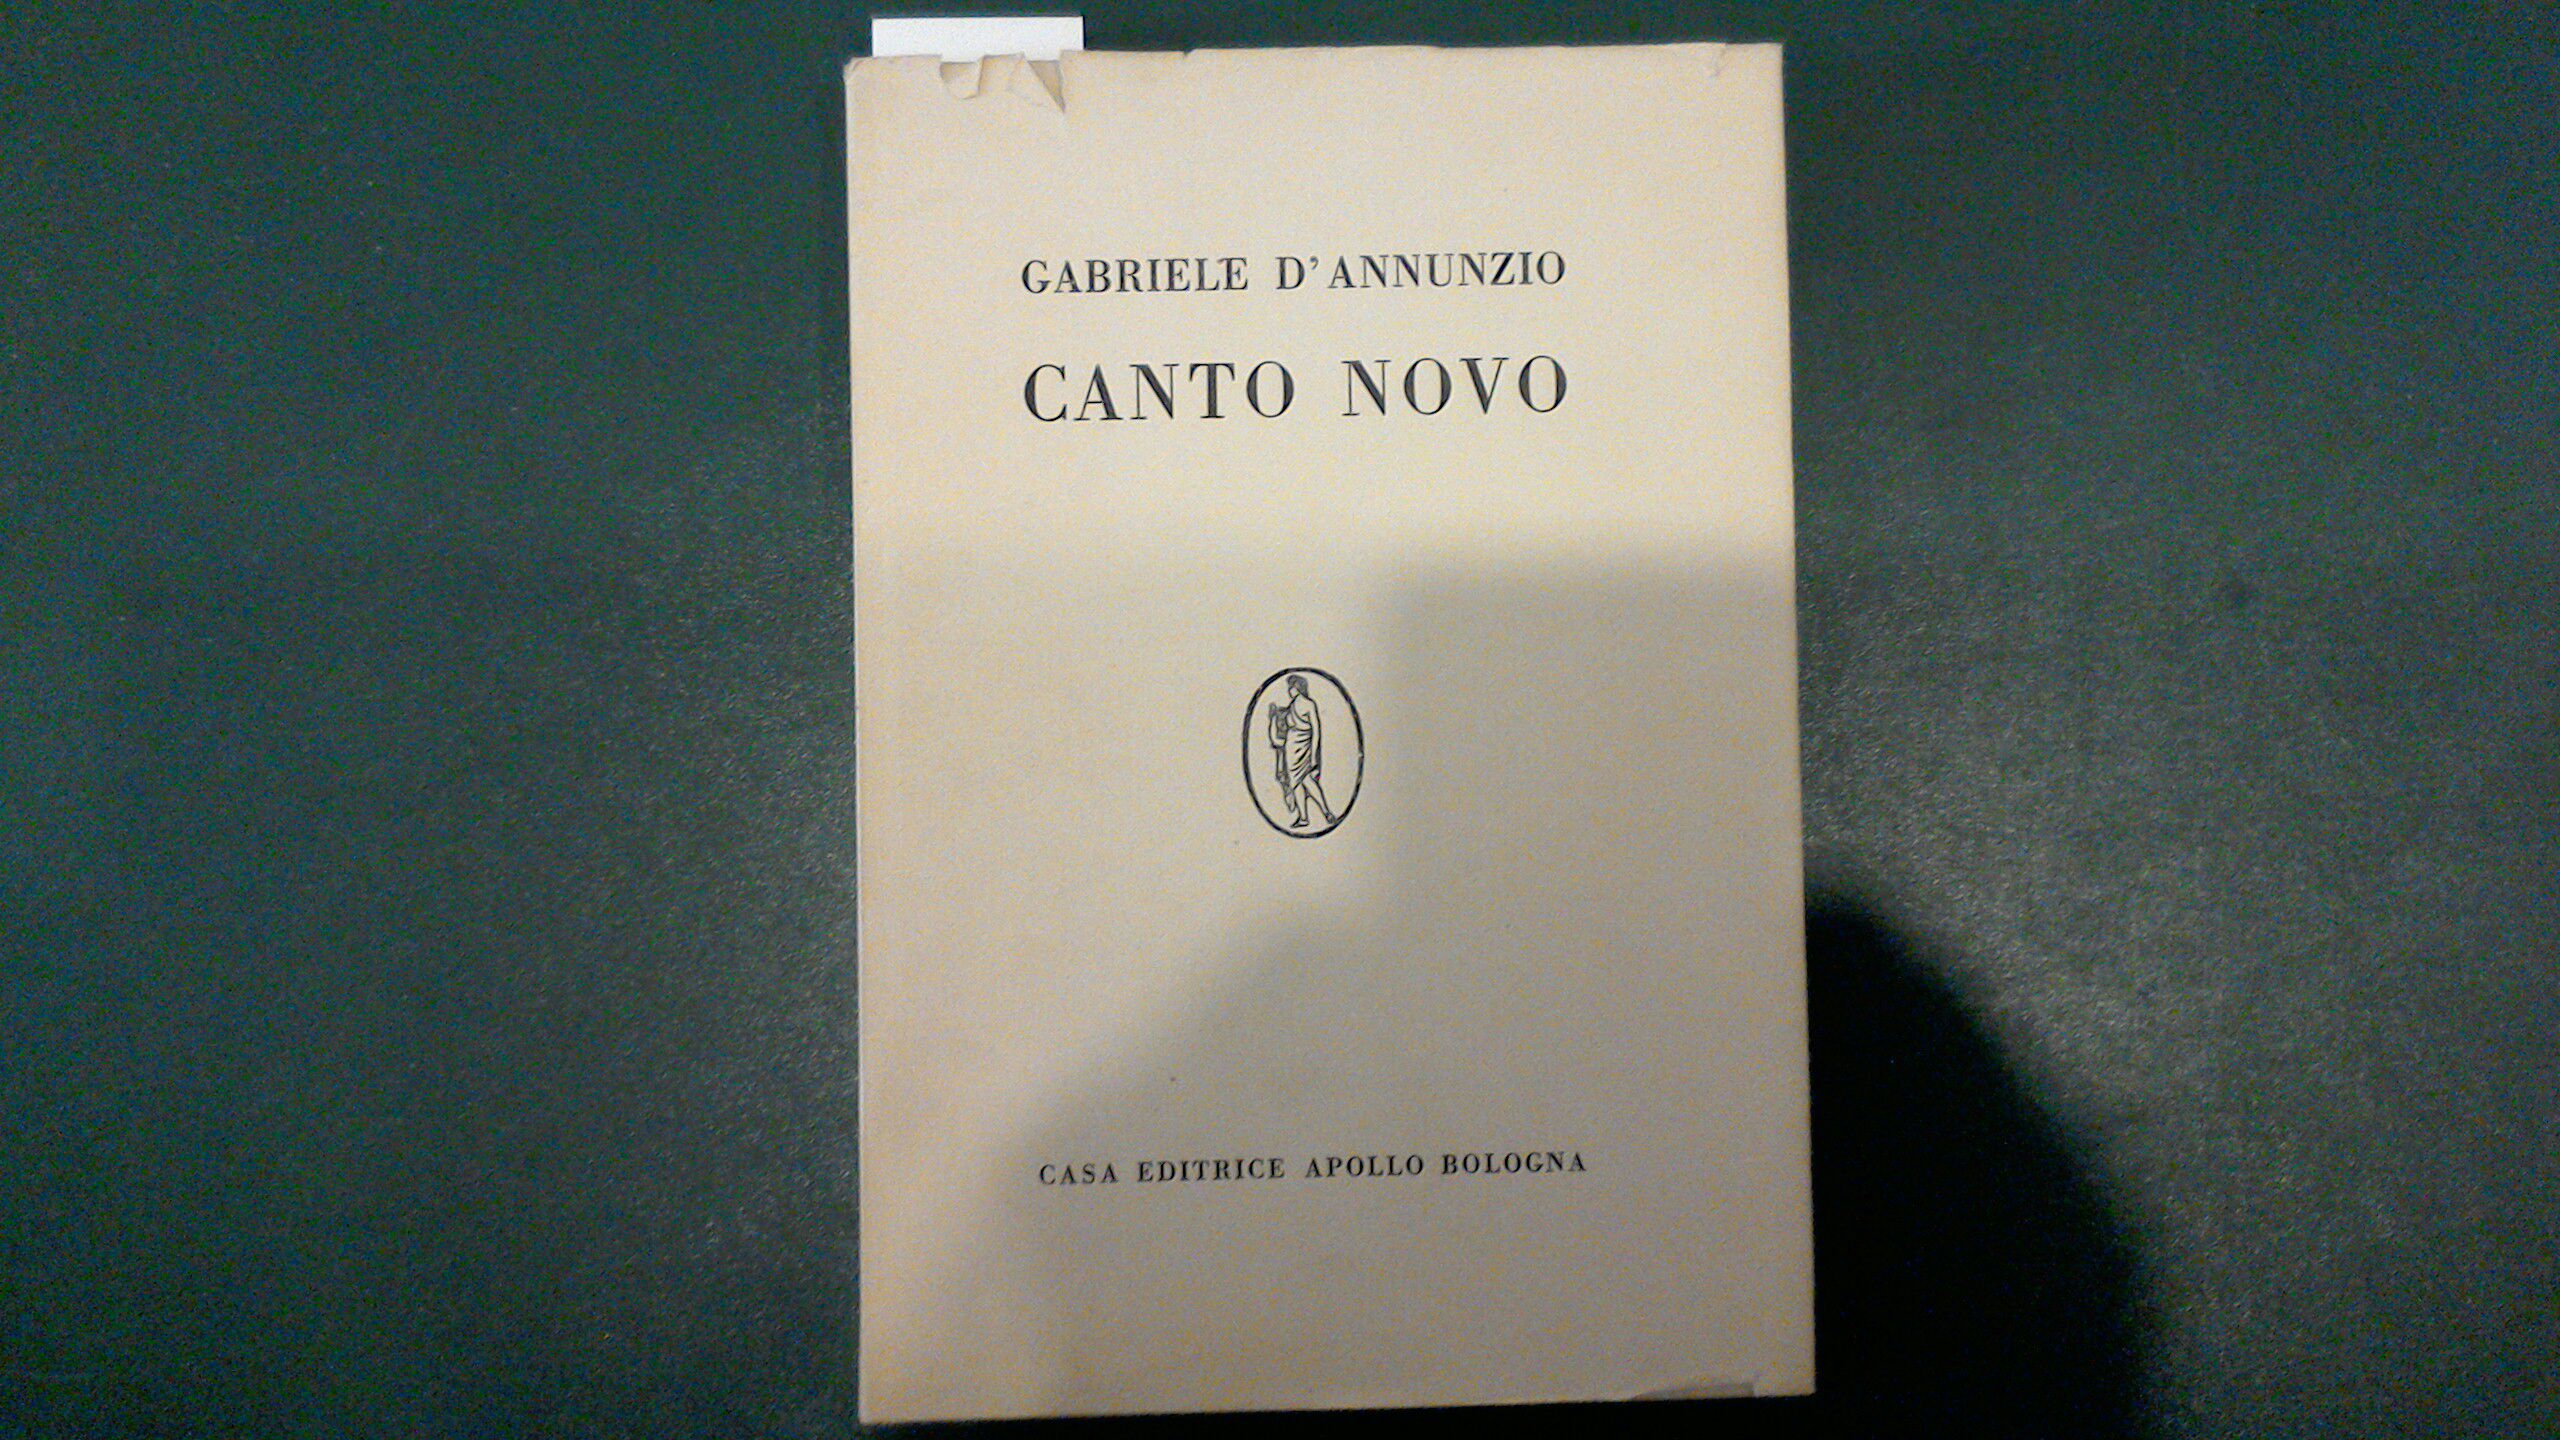 GABRIELE D'ANNUNZIO
CANTO NOVO
CASA EDITRICE APOLLO BOLOGNA